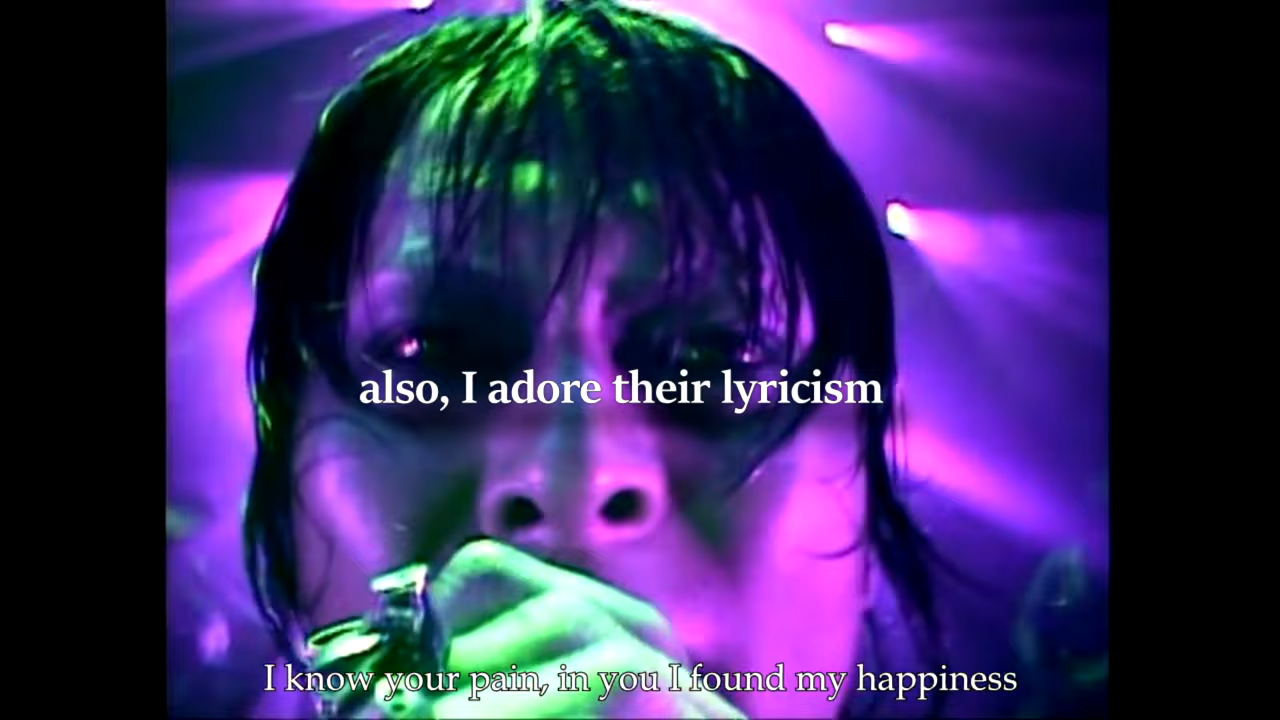 also, I adore their lyricism
I know your pain, in you I found my happiness